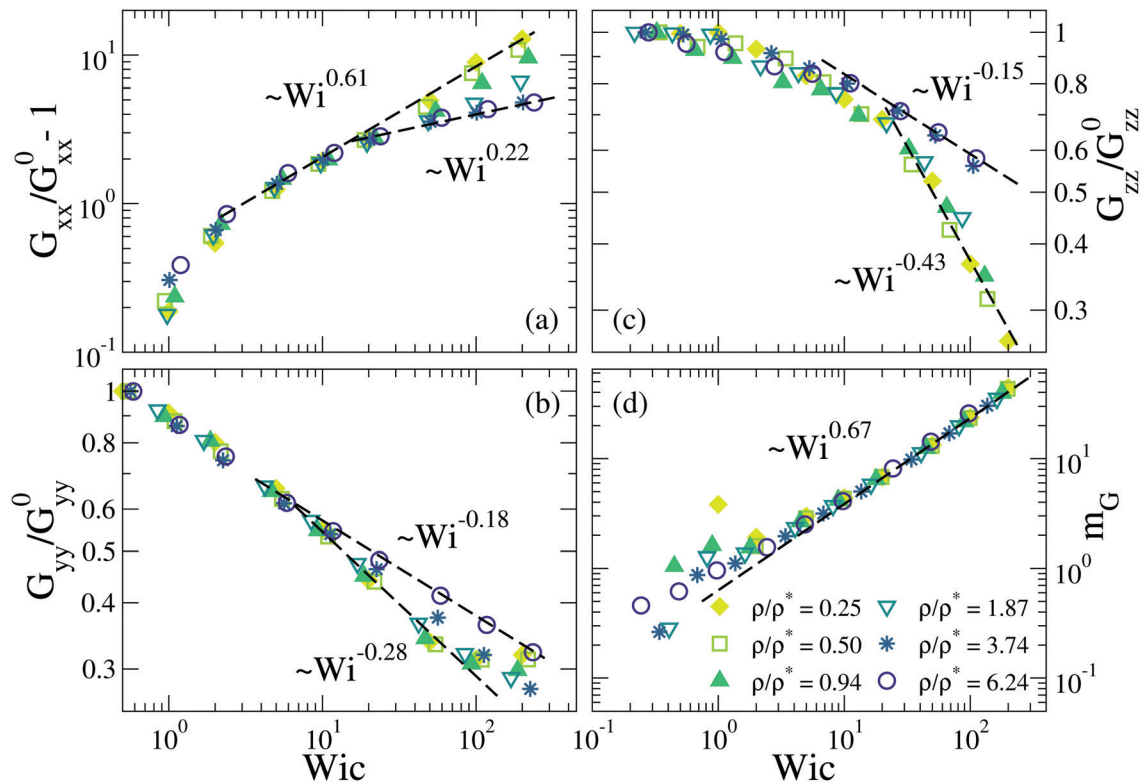 G_xx/G^0_xx - 1
10^1
10^0
10^-1
~Wi^0.61
~Wi^0.22
(a)
1
0.8
0.6
0.5
0.4
0.3
G_zz/G^0_zz
~Wi^-0.15
~Wi^-0.43
(c)
G_yy/G^0_yy
1
0.8
0.6
0.5
0.4
0.3
(b)
~Wi^-0.18
~Wi^-0.28
10^0 10^1 10^2
Wic
(d)
~Wi^0.67
10^1
10^0
10^-1
m_G
ρ/ρ* = 0.25 ρ/ρ* = 1.87
ρ/ρ* = 0.50 ρ/ρ* = 3.74
ρ/ρ* = 0.94 ρ/ρ* = 6.24
10^-1 10^0 10^1 10^2
Wic